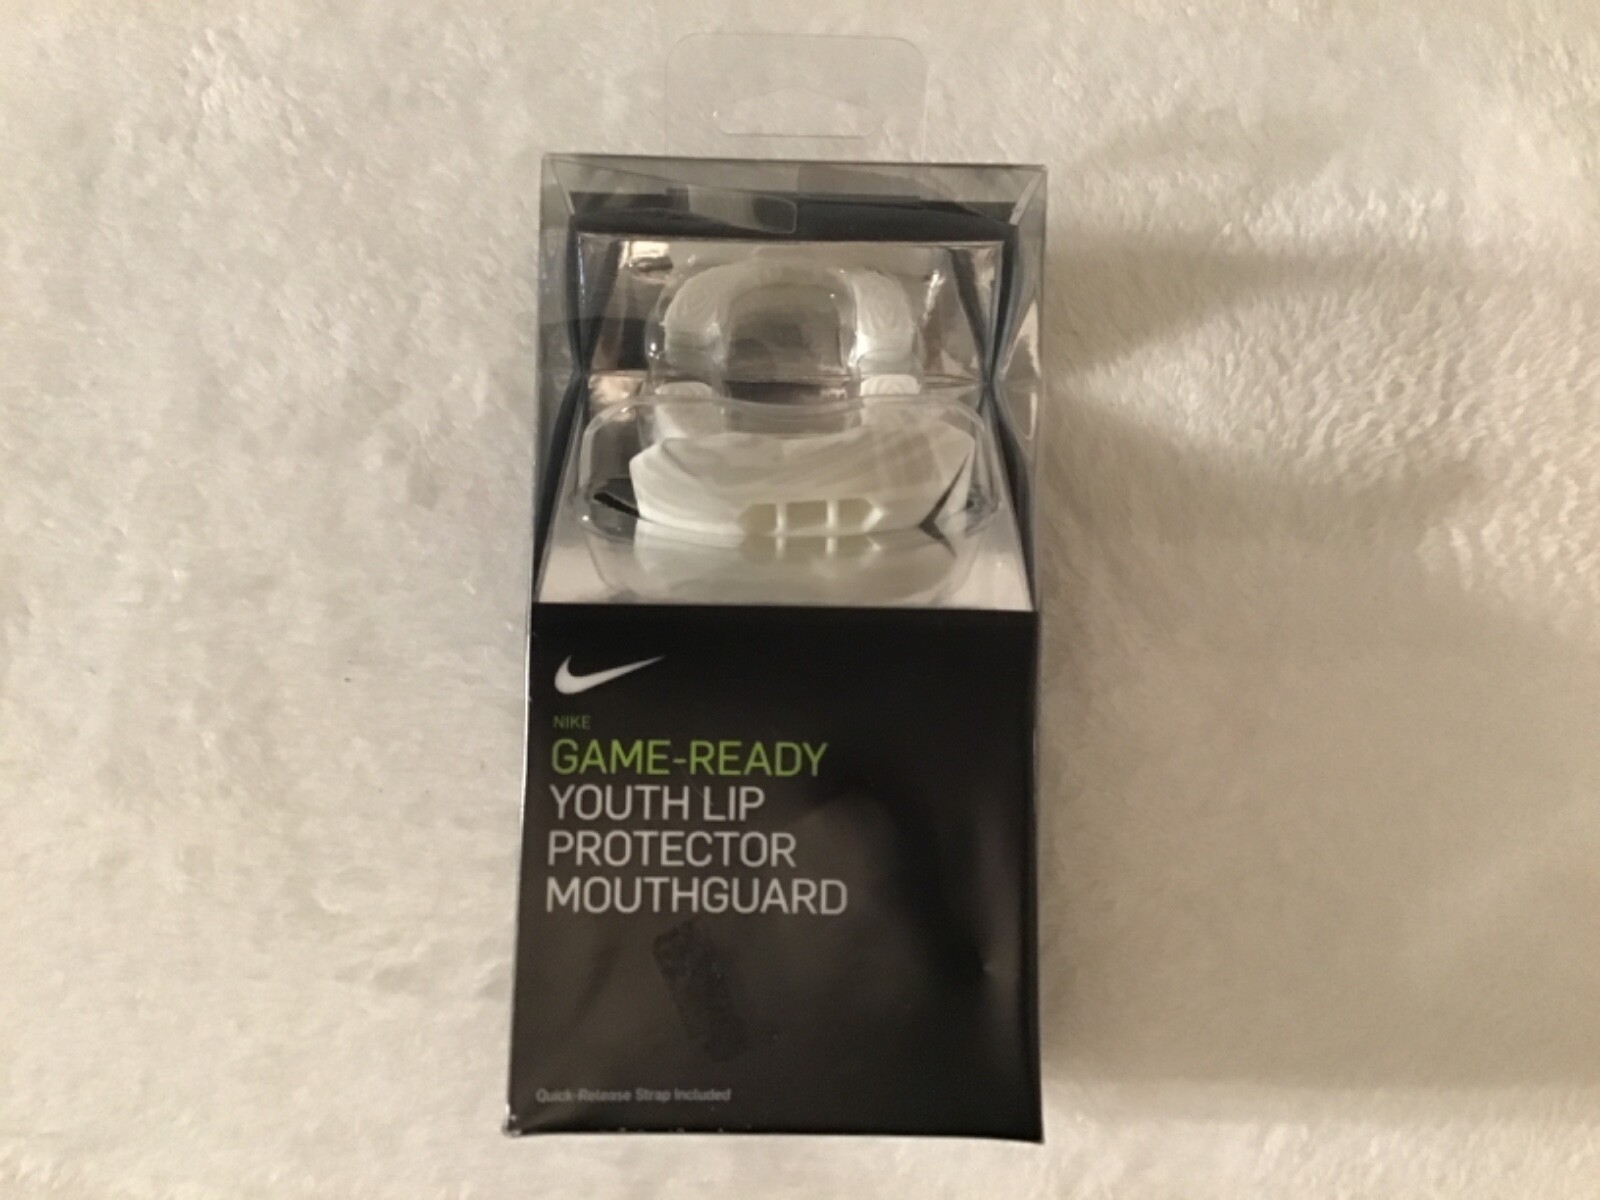 NIKE
GAME-READY
YOUTH LIP
PROTECTOR
MOUTHGUARD
Quick-Release Strap Included